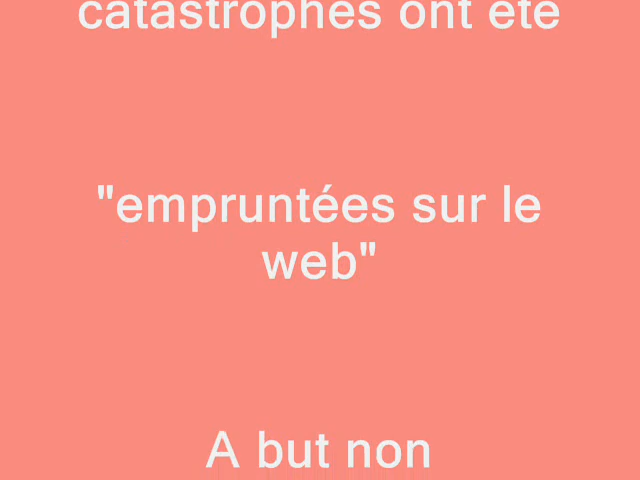 catastrophes ont été
"empruntées sur le
web"
A but non